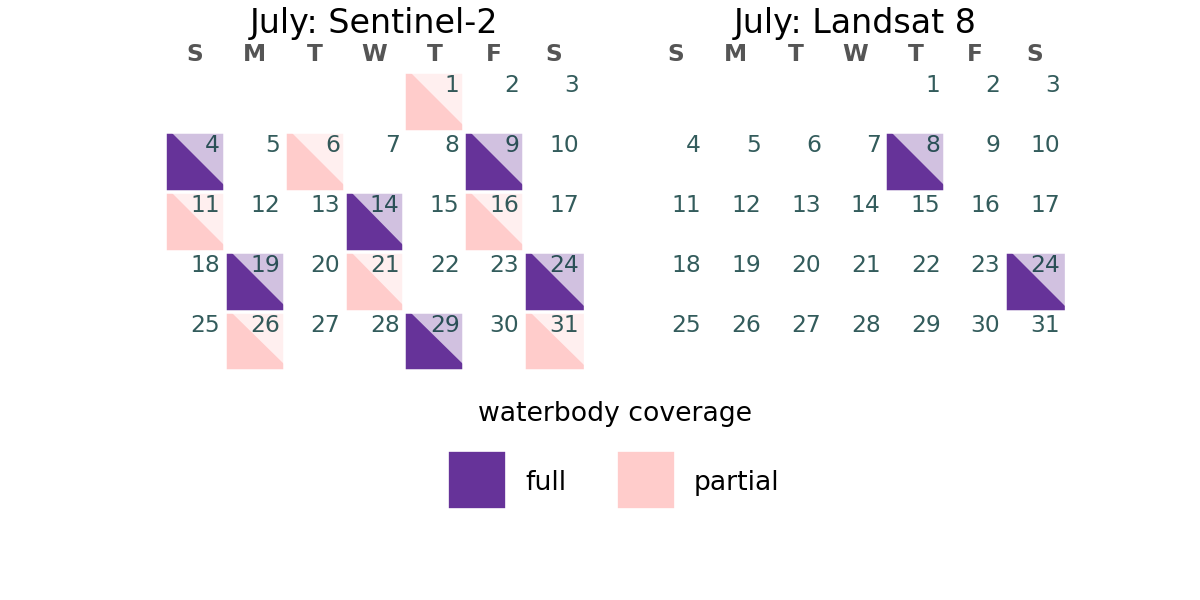 July: Sentinel-2
S M T W T F S
1 2 3
4 5 6 7 8 9 10
11 12 13 14 15 16 17
18 19 20 21 22 23 24
25 26 27 28 29 30 31
July: Landsat 8
S M T W T F S
1 2 3
4 5 6 7 8 9 10
11 12 13 14 15 16 17
18 19 20 21 22 23 24
25 26 27 28 29 30 31
waterbody coverage
full
partial